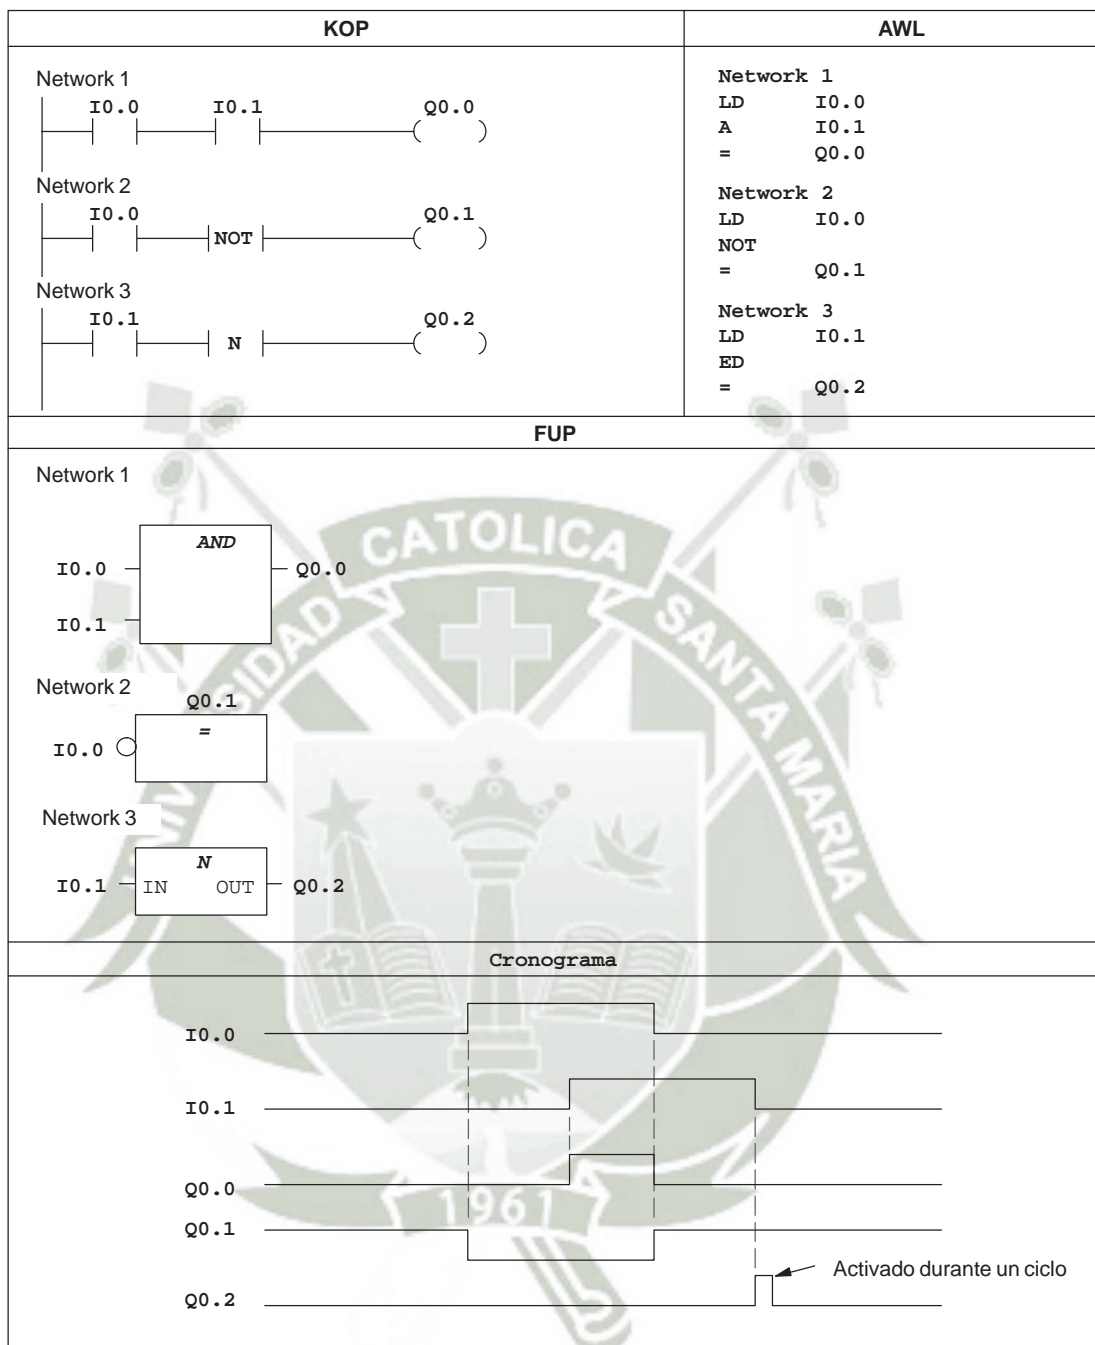 KOP
AWL
Network 1
I0.0 I0.1 Q0.0
Network 2
I0.0 NOT Q0.1
Network 3
I0.1 N Q0.2
Network 1
LD I0.0
A I0.1
= Q0.0
Network 2
LD I0.0
NOT
= Q0.1
Network 3
LD I0.1
ED
= Q0.2
FUP
Network 1
AND
I0.0 Q0.0
I0.1
Network 2
Q0.1
=
I0.0
Network 3
N
I0.1 IN OUT Q0.2
Cronograma
I0.0
I0.1
Q0.0
Q0.1
Activado durante un ciclo
Q0.2
CATOLICA
SANTA MARIA
1961